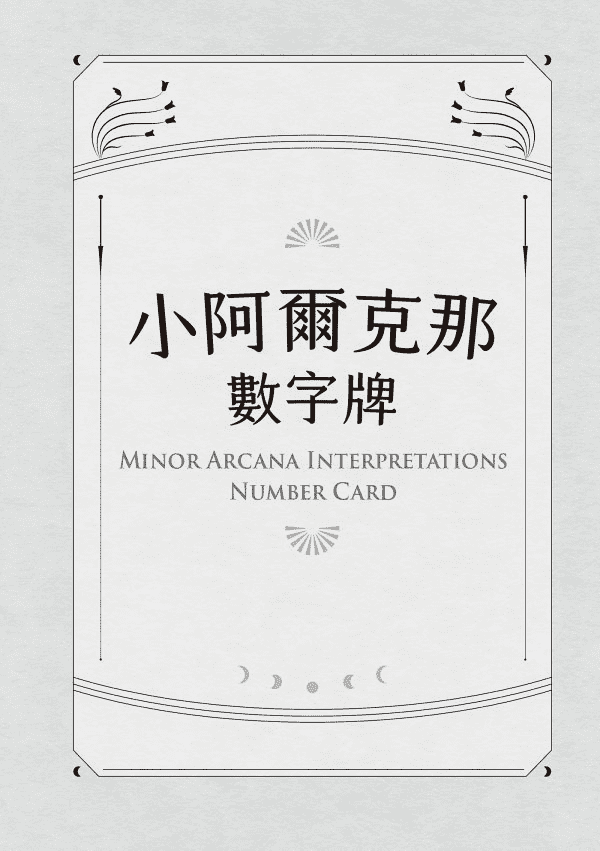 小阿爾克那
數字牌
MINOR ARCANA INTERPRETATIONS
NUMBER CARD